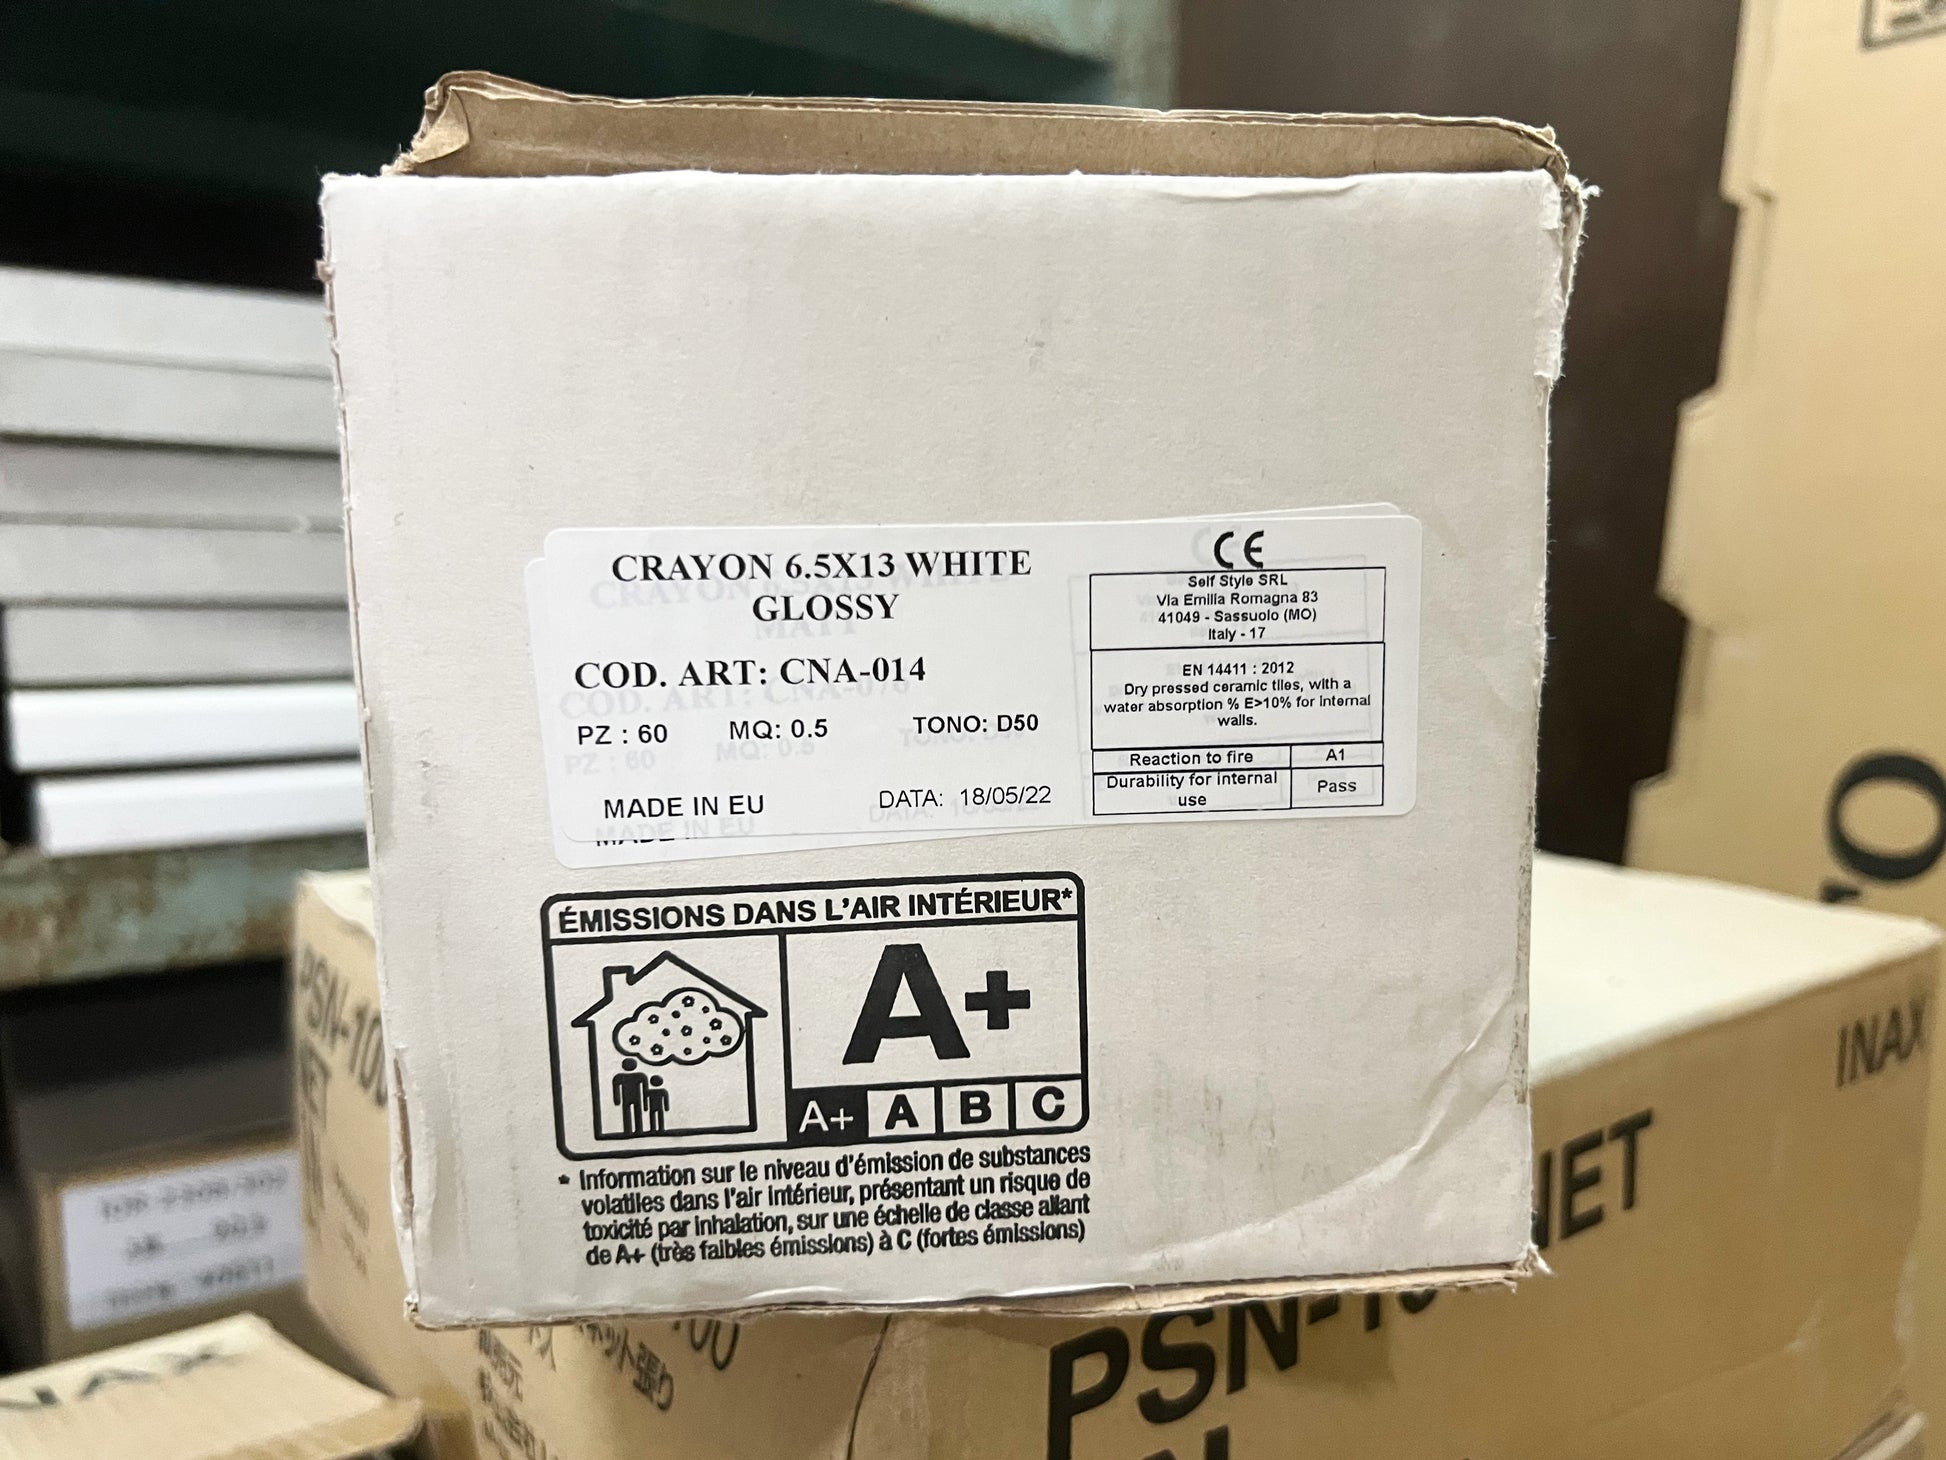 CRAYON 6.5X13 WHITE
GLOSSY
COD. ART: CNA-014
PZ : 60 MQ: 0.5 TONO: D50
MADE IN EU DATA: 18/05/22
CE
Self Style SRL
Via Emilia Romagna 83
41049 - Sassuolo (MO)
Italy - 17
EN 14411 : 2012
Dry pressed ceramic tiles, with a
water absorption % E>10% for internal
walls.
Reaction to fire A1
Durability for internal
use Pass
ÉMISSIONS DANS L'AIR INTÉRIEUR*
A+
A+ A B C
* Information sur le niveau d'émission de substances
volatiles dans l'air intérieur, présentant un risque de
toxicité par inhalation, sur une échelle de classe allant
de A+ (très faibles émissions) à C (fortes émissions)
INAX